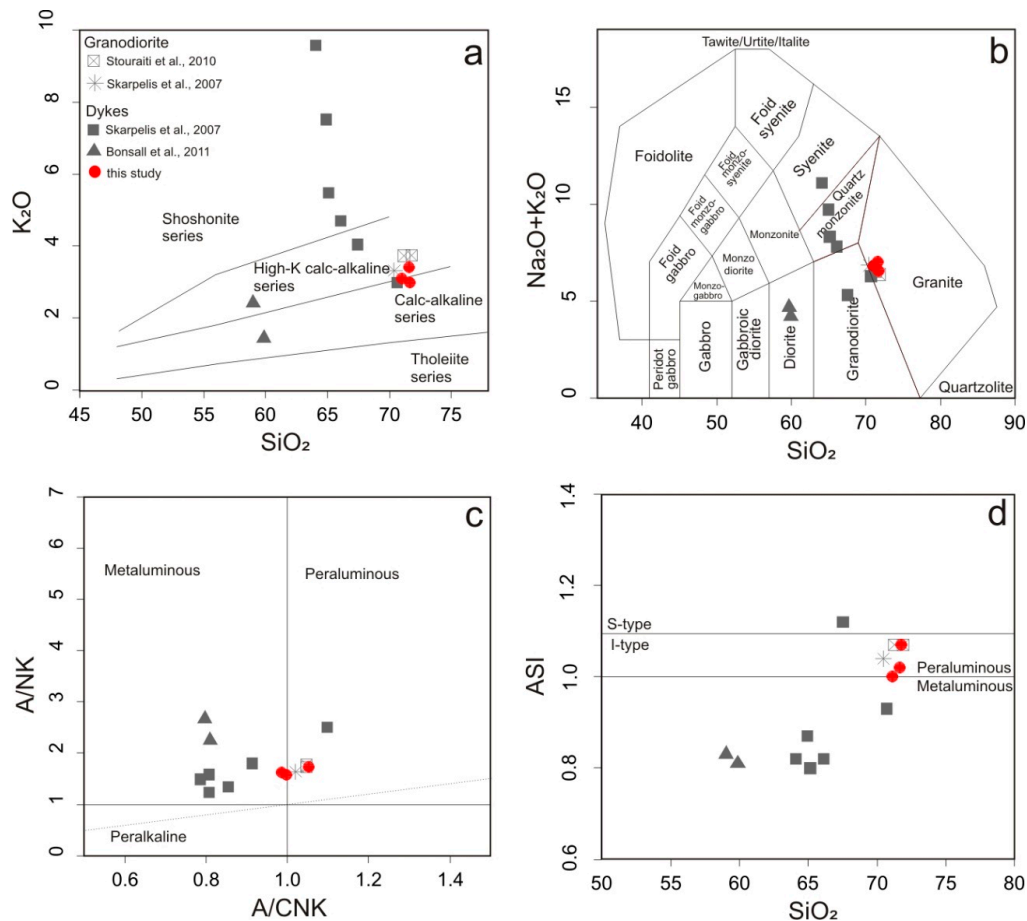 a
Granodiorite
Stouraiti et al., 2010
Skarpelis et al., 2007
Dykes
Skarpelis et al., 2007
Bonsall et al., 2011
this study
Shoshonite
series
High-K calc-alkaline
series
Calc-alkaline
series
Tholeiite
series
K₂O
0 2 4 6 8 10
45 50 55 60 65 70 75
SiO₂
b
Tawite/Urtite/Italite
Foidolite
Foid
syenite
Foid
monzo-
syenite
Foid
monzo-
gabbro
Foid
gabbro
Syenite
Quartz
monzonite
Monzonite
Monzo
diorite
Monzo-
gabbro
Granite
Peridot
gabbro
Gabbro
Gabbroic
diorite
Diorite
Granodiorite
Quartzolite
Na₂O+K₂O
0 5 10 15
40 50 60 70 80 90
SiO₂
c
Metaluminous
Peraluminous
Peralkaline
A/NK
0 1 2 3 4 5 6 7
0.6 0.8 1.0 1.2 1.4
A/CNK
d
S-type
I-type
Peraluminous
Metaluminous
ASI
0.6 0.8 1.0 1.2 1.4
50 60 70 80 90
SiO₂